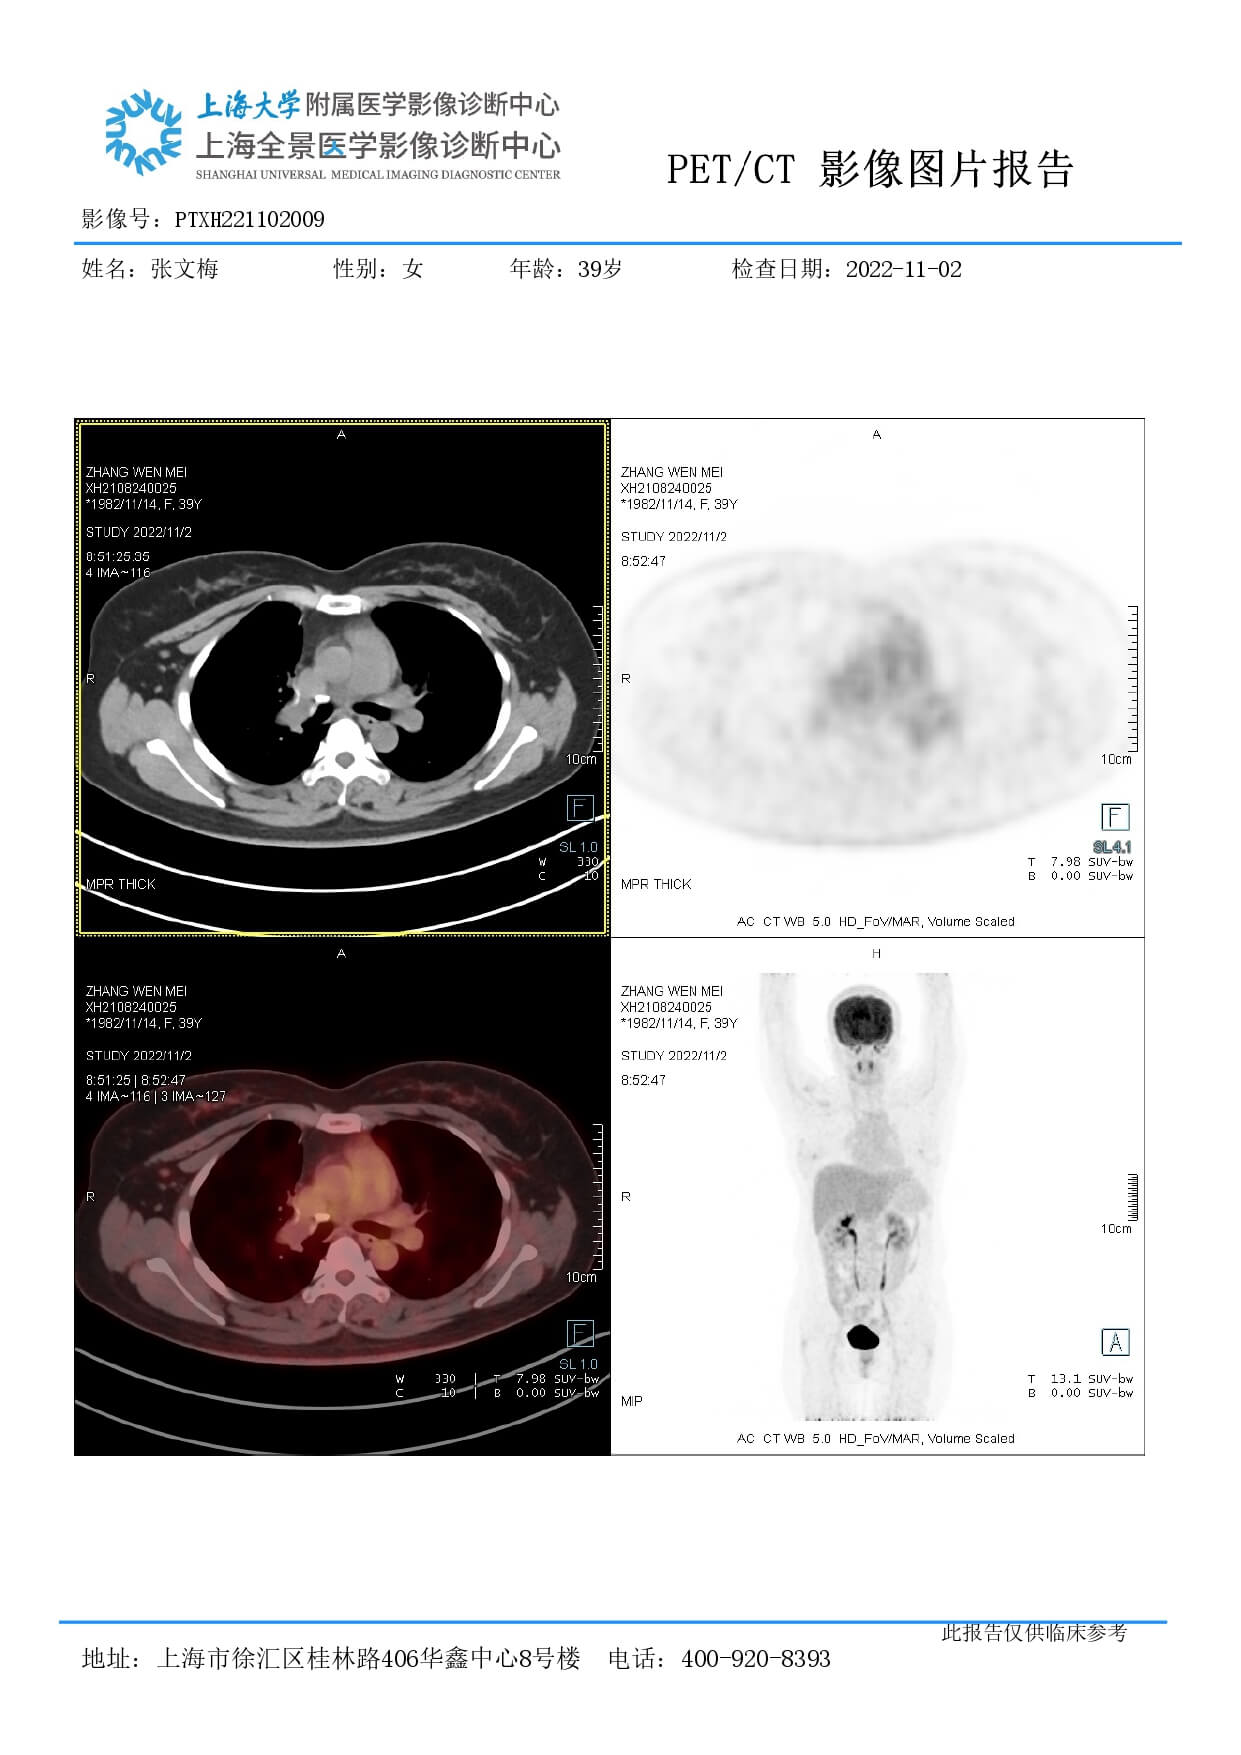 上海大学附属医学影像诊断中心
上海全景医学影像诊断中心
SHANGHAI UNIVERSAL MEDICAL IMAGING DIAGNOSTIC CENTER
PET/CT 影像图片报告
影像号：PTXH221102009
姓名：张文梅 性别：女 年龄：39岁 检查日期：2022-11-02
A
ZHANG WEN MEI
XH2108240025
*1982/11/14, F, 39Y
STUDY 2022/11/2
8:51:25.35
4 IMA~116
R
10cm
F
SL 1.0
W 330
C 10
MPR THICK
A
ZHANG WEN MEI
XH2108240025
*1982/11/14, F, 39Y
STUDY 2022/11/2
8:52:47
R
10cm
F
SL 4.1
T 7.98 SUV-bw
B 0.00 SUV-bw
MPR THICK
AC CT WB 5.0 HD_FoV/MAR, Volume Scaled
A
ZHANG WEN MEI
XH2108240025
*1982/11/14, F, 39Y
STUDY 2022/11/2
8:51:25 | 8:52:47
4 IMA~116 | 3 IMA~127
R
10cm
F
SL 1.0
W 330 | T 7.98 SUV-bw
C 10 | B 0.00 SUV-bw
H
ZHANG WEN MEI
XH2108240025
*1982/11/14, F, 39Y
STUDY 2022/11/2
8:52:47
R
10cm
A
T 13.1 SUV-bw
B 0.00 SUV-bw
MIP
AC CT WB 5.0 HD_FoV/MAR, Volume Scaled
此报告仅供临床参考
地址：上海市徐汇区桂林路406华鑫中心8号楼 电话：400-920-8393